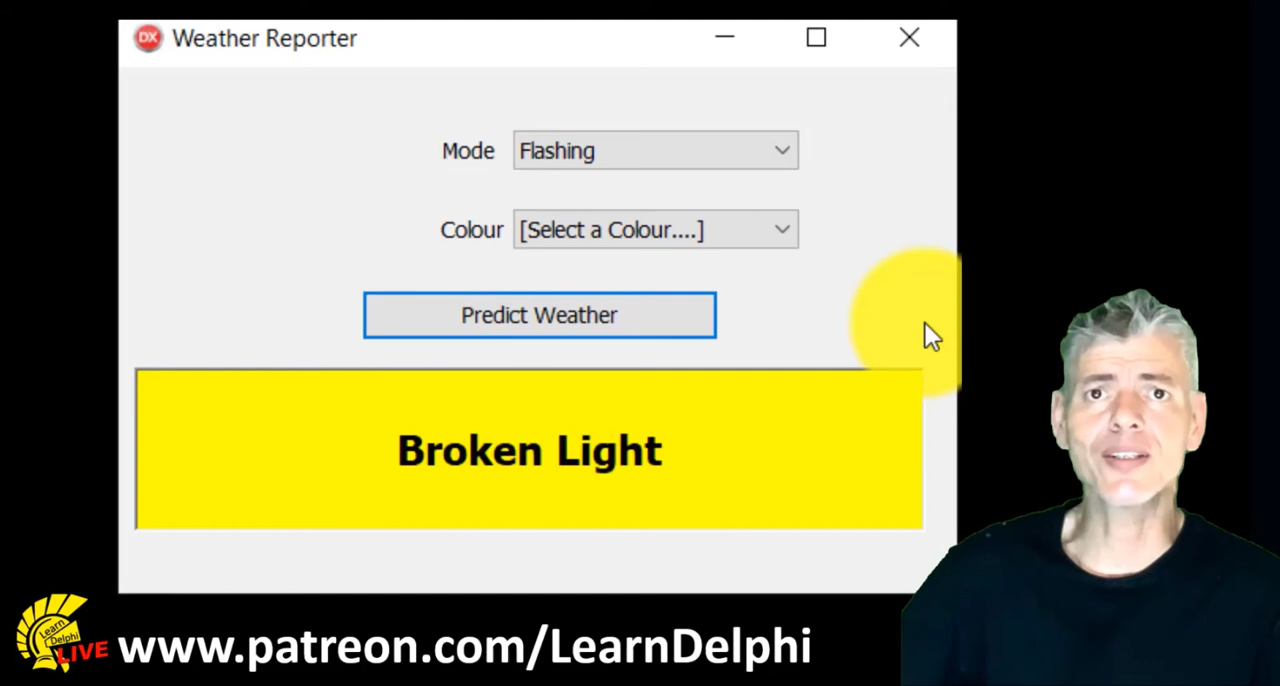 DX Weather Reporter
Mode Flashing
Colour [Select a Colour....]
Predict Weather
Broken Light
Learn
Delphi
LIVE
www.patreon.com/LearnDelphi